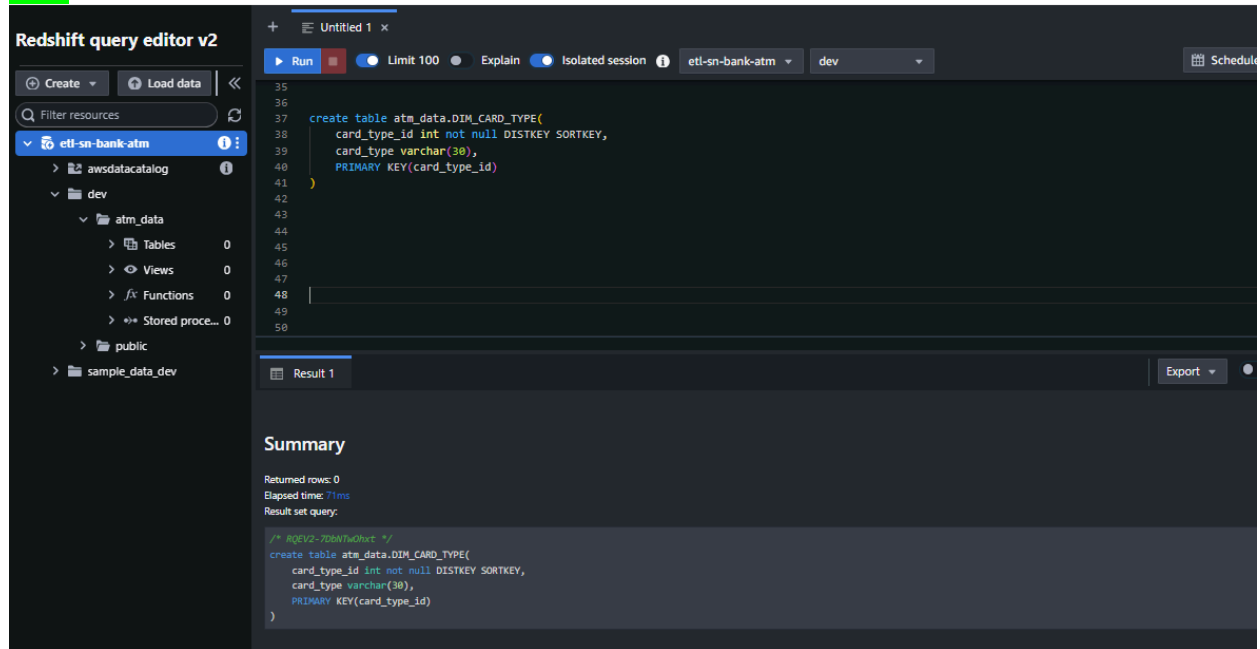 Redshift query editor v2
Create
Load data
Filter resources
etl-sn-bank-atm
awsdatacatalog
dev
atm_data
Tables 0
Views 0
fx Functions 0
Stored proce... 0
public
sample_data_dev
+ Untitled 1 ×
Run Limit 100 Explain Isolated session etl-sn-bank-atm dev Schedule
35
36
37 create table atm_data.DIM_CARD_TYPE(
38 card_type_id int not null DISTKEY SORTKEY,
39 card_type varchar(30),
40 PRIMARY KEY(card_type_id)
41 )
42
43
44
45
46
47
48
49
50
Result 1 Export
Summary
Returned rows: 0
Elapsed time: 71ms
Result set query:
/* RQEV2-7DbNTwOhxt */
create table atm_data.DIM_CARD_TYPE(
card_type_id int not null DISTKEY SORTKEY,
card_type varchar(30),
PRIMARY KEY(card_type_id)
)